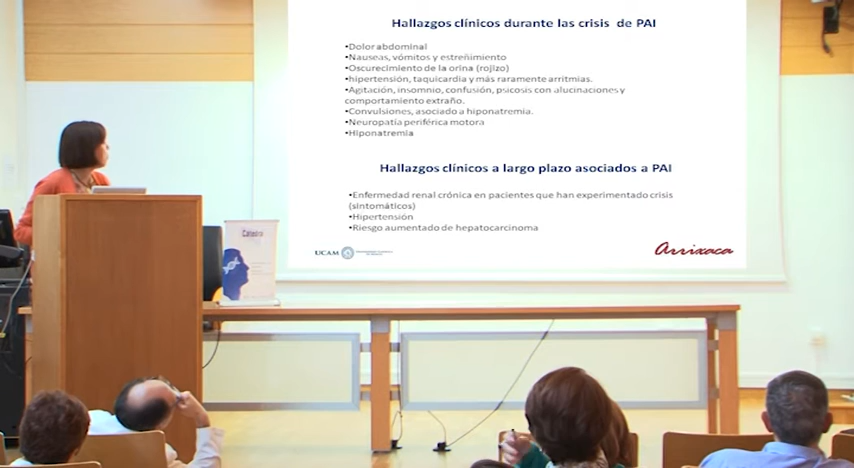 Hallazgos clínicos durante las crisis de PAI
•Dolor abdominal
•Nauseas, vómitos y estreñimiento
•Oscurecimiento de la orina (rojizo)
•hipertensión, taquicardia y más raramente arritmias.
•Agitación, insomnio, confusión, psicosis con alucinaciones y
comportamiento extraño.
•Convulsiones, asociado a hiponatremia.
•Neuropatía periférica motora
•Hiponatremia
Hallazgos clínicos a largo plazo asociados a PAI
•Enfermedad renal crónica en pacientes que han experimentado crisis
(sintomáticos)
•Hipertensión
•Riesgo aumentado de hepatocarcinoma
UCAM
Arrixaca
Cátedra